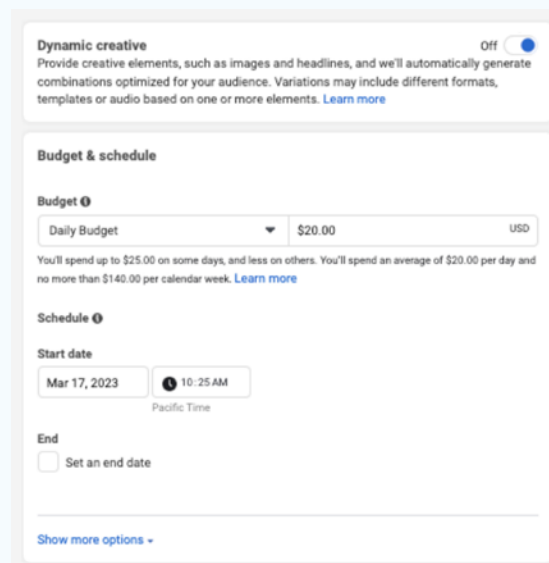 Dynamic creative
Off
Provide creative elements, such as images and headlines, and we'll automatically generate
combinations optimized for your audience. Variations may include different formats,
templates or audio based on one or more elements. Learn more
Budget & schedule
Budget
Daily Budget
$20.00
USD
You'll spend up to $25.00 on some days, and less on others. You'll spend an average of $20.00 per day and
no more than $140.00 per calendar week. Learn more
Schedule
Start date
Mar 17, 2023
10:25 AM
Pacific Time
End
Set an end date
Show more options